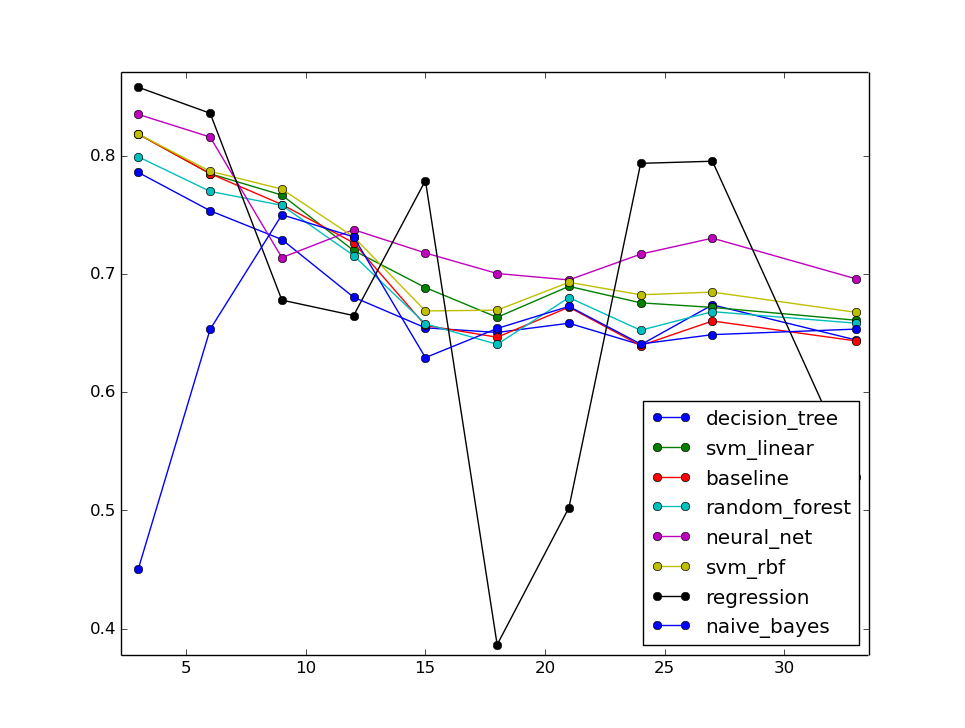 0.8
0.7
0.6
0.5
0.4
5 10 15 20 25 30
decision_tree
svm_linear
baseline
random_forest
neural_net
svm_rbf
regression
naive_bayes